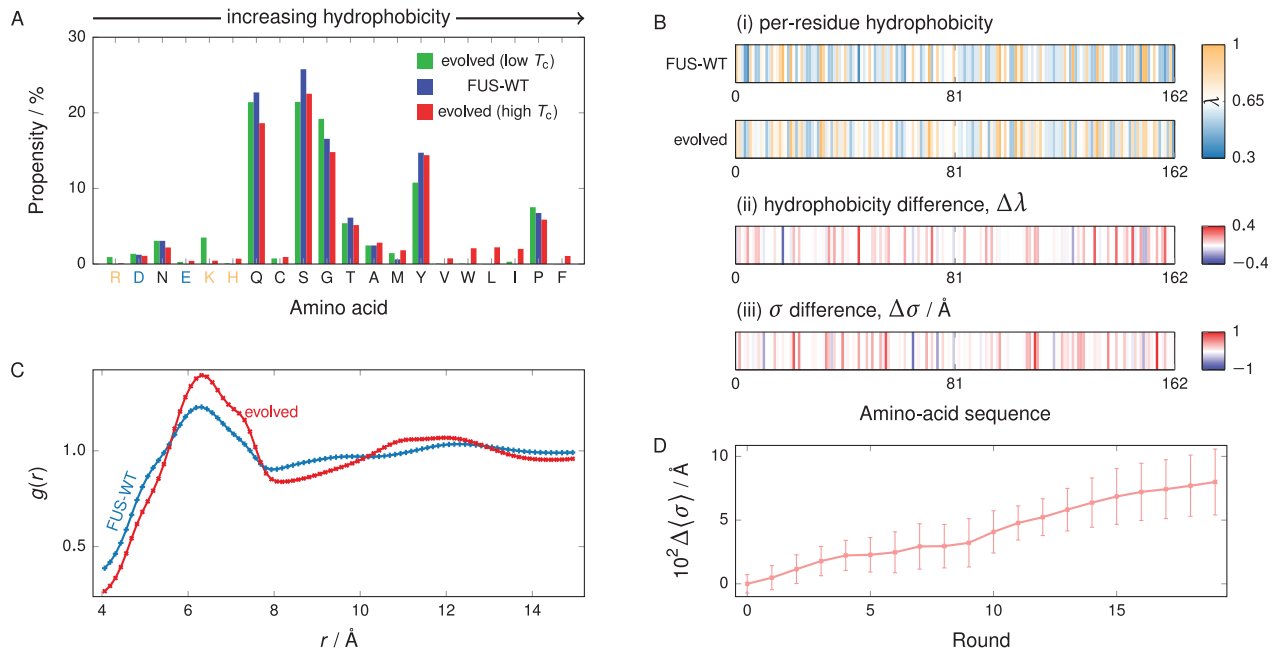 A
increasing hydrophobicity
30
20
10
0
Propensity / %
evolved (low Tc)
FUS-WT
evolved (high Tc)
R D N E K H Q C S G T A M Y V W L I P F
Amino acid
B
(i) per-residue hydrophobicity
FUS-WT
0 81 162
evolved
0 81 162
1
0.65
0.3
λ
(ii) hydrophobicity difference, Δλ
0 81 162
0.4
−0.4
(iii) σ difference, Δσ / Å
0 81 162
1
−1
Amino-acid sequence
C
1.0
0.5
g(r)
evolved
FUS-WT
4 6 8 10 12 14
r / Å
D
10
5
0
10² Δ⟨σ⟩ / Å
0 5 10 15
Round